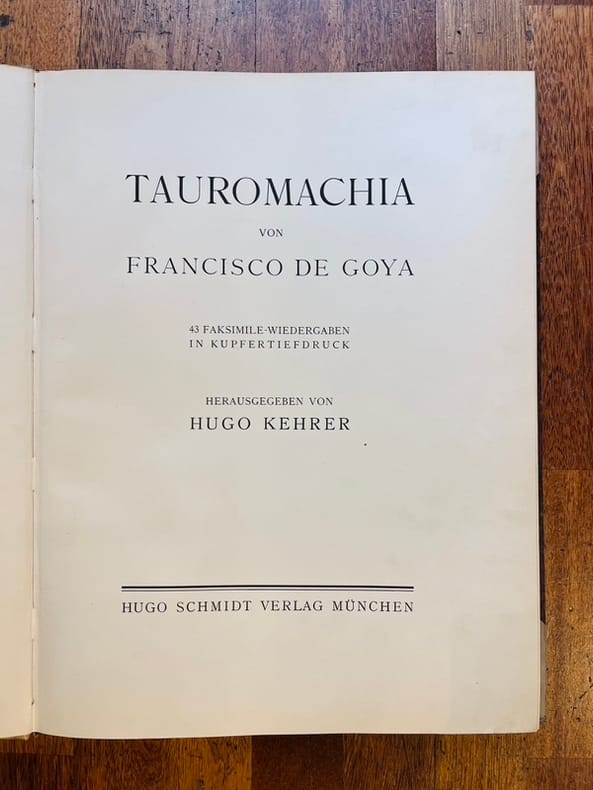 TAUROMACHIA
VON
FRANCISCO DE GOYA
43 FAKSIMILE-WIEDERGABEN
IN KUPFERTIEFDRUCK
HERAUSGEGEBEN VON
HUGO KEHRER
HUGO SCHMIDT VERLAG MÜNCHEN